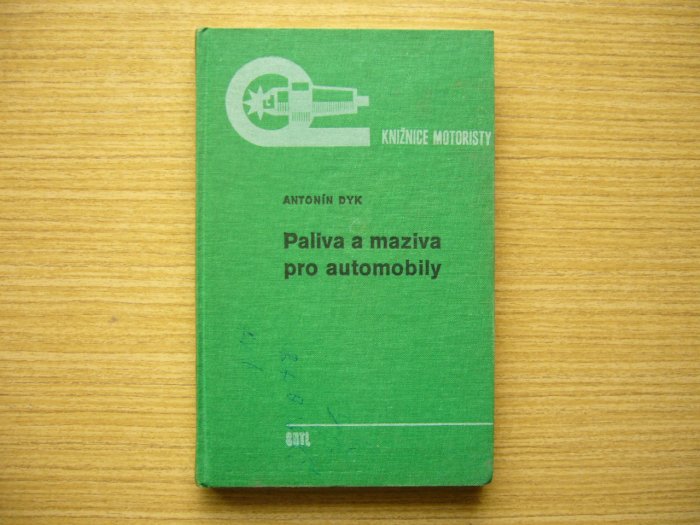 KNIŽNICE MOTORISTY
ANTONÍN DYK
Paliva a maziva
pro automobily
SNTL